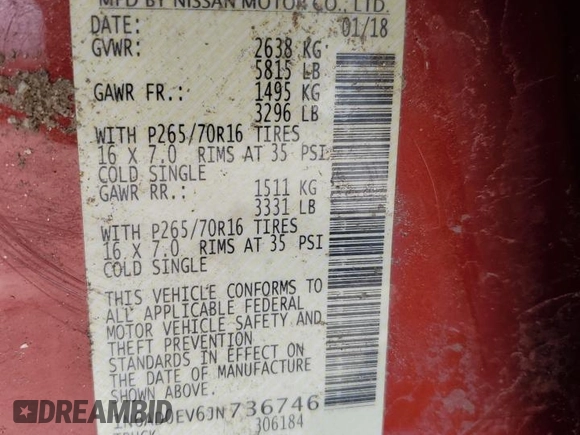 MFD BY NISSAN MOTOR CO., LTD.
DATE: 01/18
GVWR: 2638 KG
5815 LB
GAWR FR.: 1495 KG
3296 LB
WITH P265/70R16 TIRES
16 X 7.0 RIMS AT 35 PSI
COLD SINGLE
GAWR RR.: 1511 KG
3331 LB
WITH P265/70R16 TIRES
16 X 7.0 RIMS AT 35 PSI
COLD SINGLE
THIS VEHICLE CONFORMS TO
ALL APPLICABLE FEDERAL
MOTOR VEHICLE SAFETY AND
THEFT PREVENTION
STANDARDS IN EFFECT ON
THE DATE OF MANUFACTURE
SHOWN ABOVE.
EV6JN736746
306184
TRUCK
DREAMBID